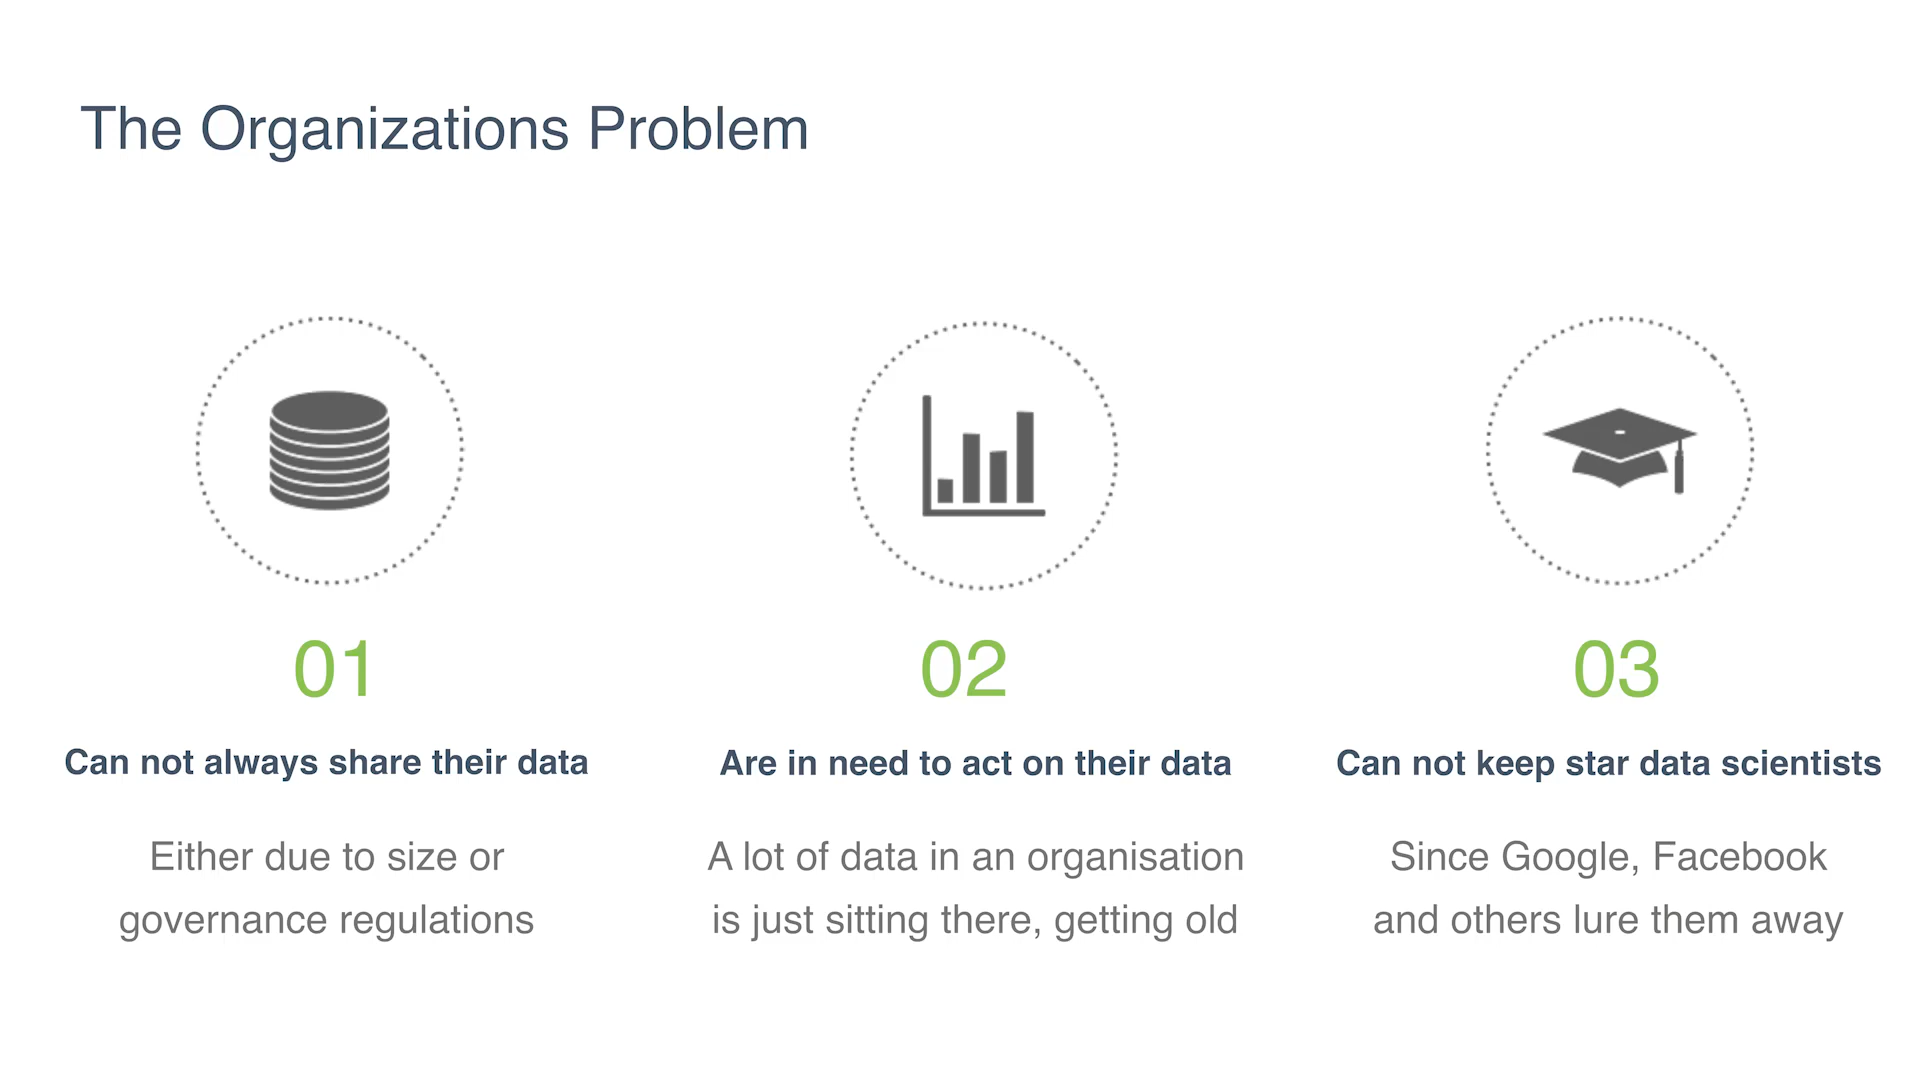 The Organizations Problem
01
Can not always share their data
Either due to size or
governance regulations
02
Are in need to act on their data
A lot of data in an organisation
is just sitting there, getting old
03
Can not keep star data scientists
Since Google, Facebook
and others lure them away